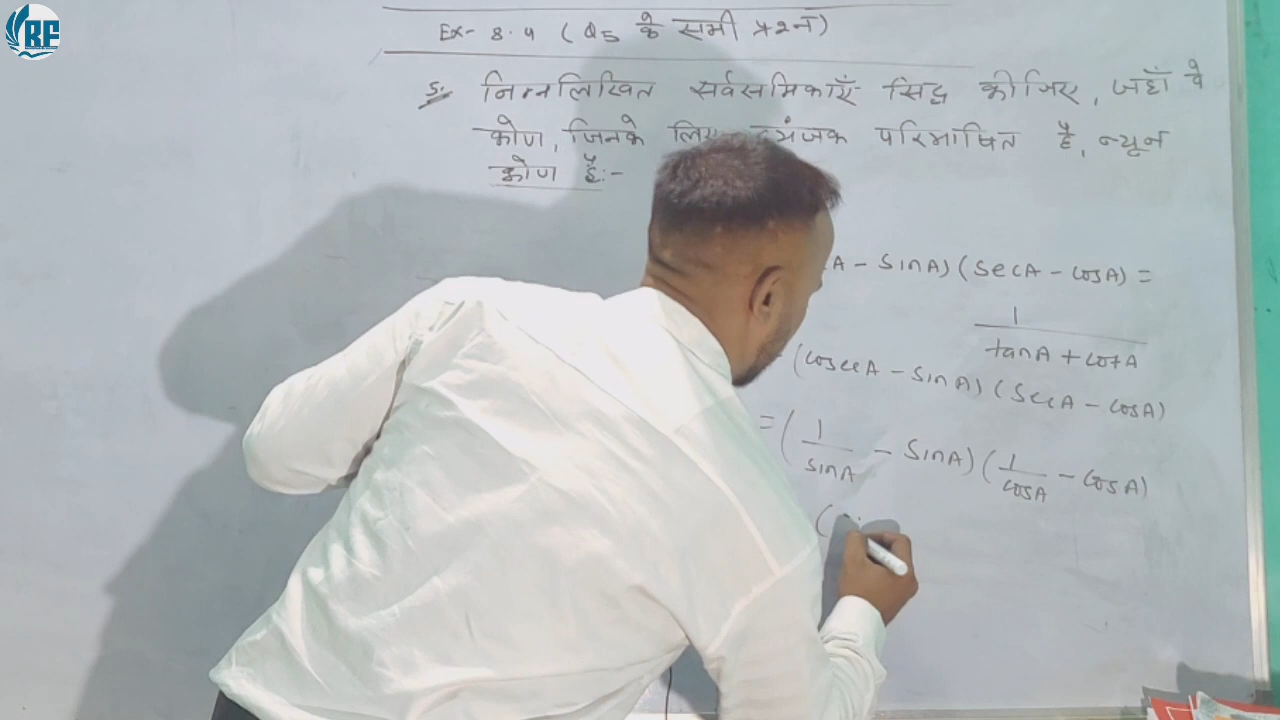 RF
Ex- 8.4 ( Q5 के सभी प्रश्न)
5. निम्नलिखित सर्वसमिकाएँ सिद्ध कीजिए, जहाँ वे
कोण, जिनके व्यंजक परिभाषित है, न्यून
कोण है:-
A - sinA) (secA - cosA) =
1
tanA + cotA
(cosecA - sinA) (secA - cosA)
= ( 1/sinA - sinA) ( 1/cosA - cosA)
(